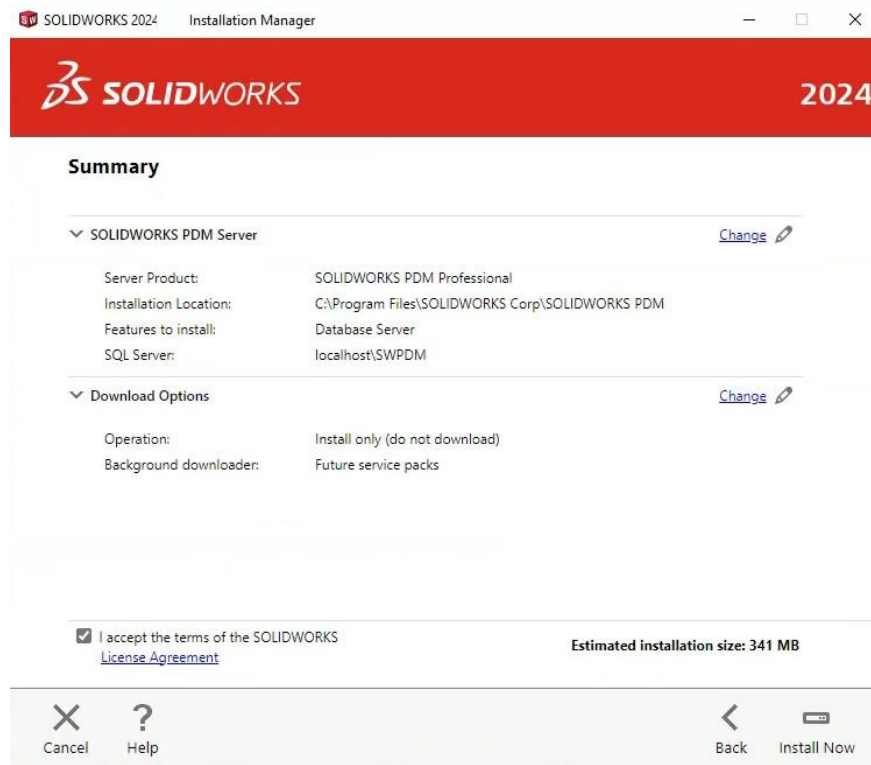 SOLIDWORKS 2024 Installation Manager
SOLIDWORKS 2024
Summary
SOLIDWORKS PDM Server Change
Server Product: SOLIDWORKS PDM Professional
Installation Location: C:\Program Files\SOLIDWORKS Corp\SOLIDWORKS PDM
Features to install: Database Server
SQL Server: localhost\SWPDM
Download Options Change
Operation: Install only (do not download)
Background downloader: Future service packs
I accept the terms of the SOLIDWORKS
License Agreement
Estimated installation size: 341 MB
Cancel Help Back Install Now